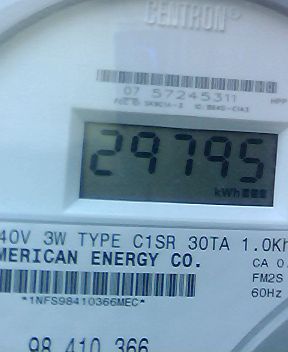 CENTRON®
07 57245311
HPP
29795
kWh
40V 3W TYPE C1SR 30TA 1.0Kh
MERICAN ENERGY CO.
CA 0.
FM2S
60Hz
*1NFS98410366MEC*
98 410 366